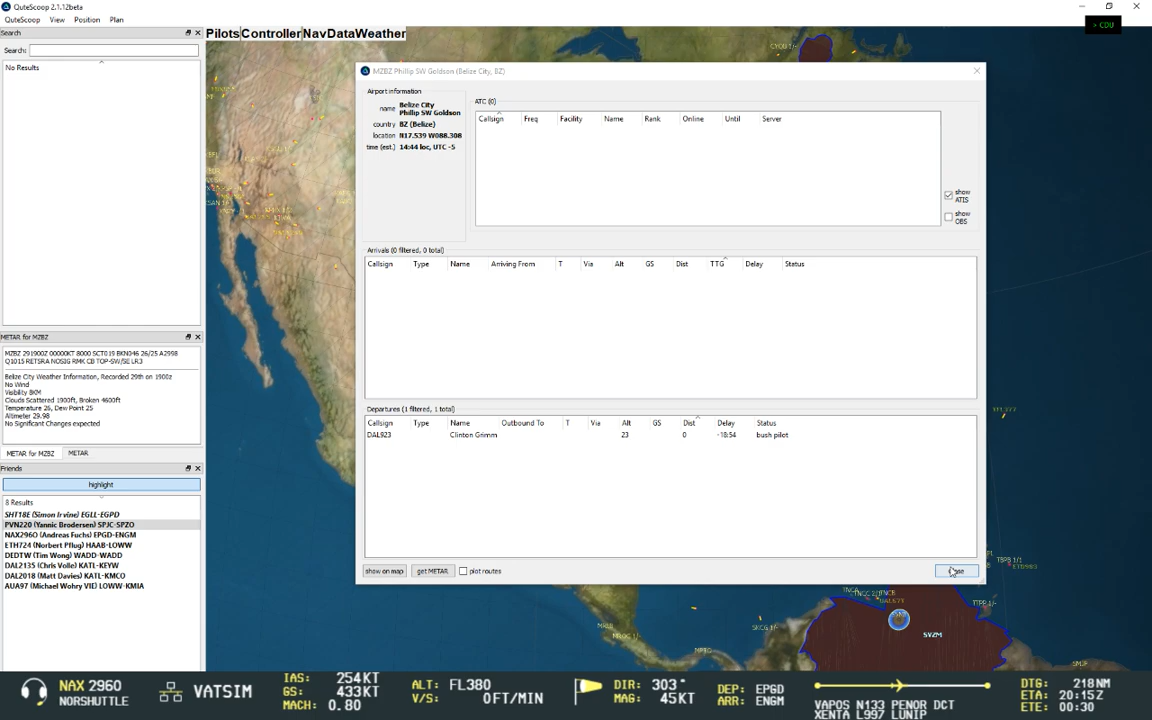 QuteScoop 2.1.12beta
QuteScoop View Position Plan
> CDU
Search
Search:
No Results
Pilots Controller NavData Weather
MZBZ Phillip SW Goldson (Belize City, BZ)
Airport information
name Belize City
Phillip SW Goldson
country BZ (Belize)
location N17.539 W088.308
time (est.) 14:44 loc, UTC -5
ATC (0)
Callsign Freq Facility Name Rank Online Until Server
show ATIS
show OBS
Arrivals (0 filtered, 0 total)
Callsign Type Name Arriving From T Via Alt GS Dist TTG Delay Status
Departures (1 filtered, 1 total)
Callsign Type Name Outbound To T Via Alt GS Dist Delay Status
DAL923 Clinton Grimm 23 0 -18:54 bush pilot
show on map get METAR plot routes
METAR for MZBZ
MZBZ 291900Z 00000KT 8000 SCT019 BKN046 26/25 A2998
Q1015 RETSRA NOSIG RMK CB TOP-SW/SE LR3
Belize City Weather Information, Recorded 29th on 1900z
No Wind
Visibility 8KM
Clouds Scattered 1900ft, Broken 4600ft
Temperature 26, Dew Point 25
Altimeter 29.98
No Significant Changes expected
METAR for MZBZ METAR
Friends
highlight
8 Results
SHT18E (Simon Irvine) EGLL-EGPD
PVN220 (Yannic Brodersen) SPJC-SPZO
NAX296O (Andreas Fuchs) EPGD-ENGM
ETH724 (Norbert Pflug) HAAB-LOWW
DEDTW (Tim Wong) WADD-WADD
DAL2135 (Chris Volle) KATL-KEYW
DAL2018 (Matt Davies) KATL-KMCO
AUA97 (Michael Wohry VIE) LOWW-KMIA
SVZM
NAX 2960
NORSHUTTLE
VATSIM
IAS: 254KT
GS: 433KT
MACH: 0.80
ALT: FL380
V/S: 0FT/MIN
DIR: 303°
MAG: 45KT
DEP: EPGD
ARR: ENGM
VAPOS N133 PENOR DCT
XENTA L997 LUNIP
DTG: 218NM
ETA: 20:15Z
ETE: 00:30